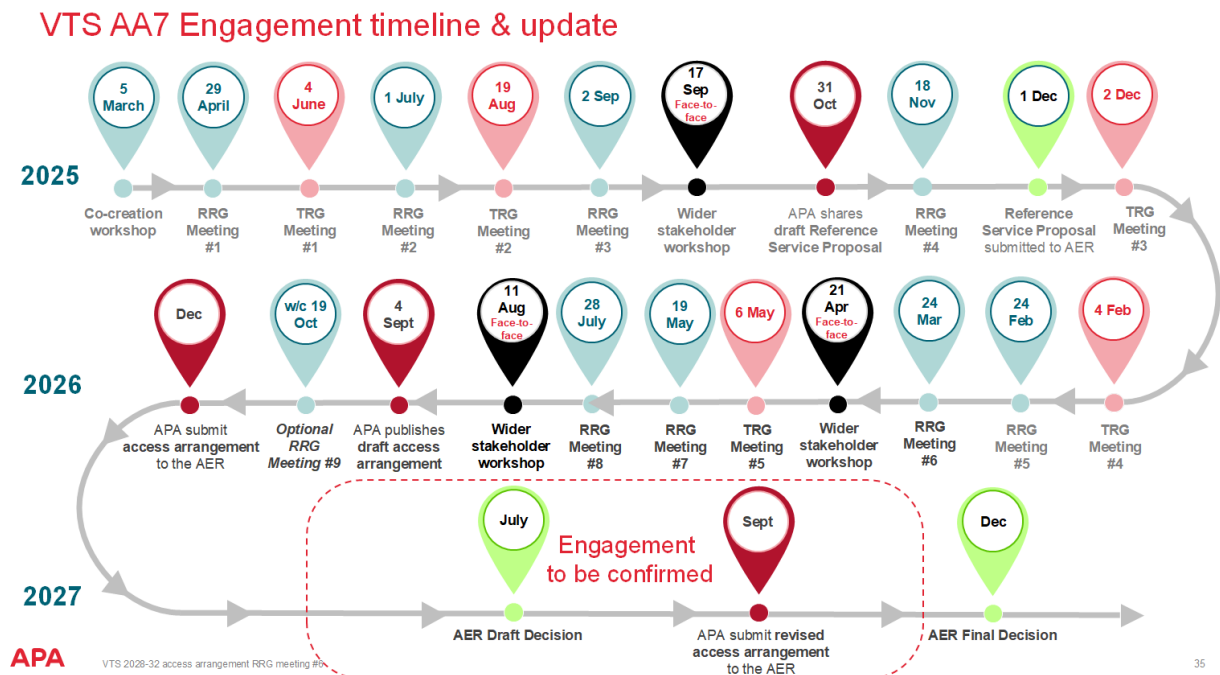 VTS AA7 Engagement timeline & update
5
March
29
April
4
June
1 July
19
Aug
2 Sep
17
Sep
Face-to-
face
31
Oct
18
Nov
1 Dec
2 Dec
2025
Co-creation
workshop
RRG
Meeting
#1
TRG
Meeting
#1
RRG
Meeting
#2
TRG
Meeting
#2
RRG
Meeting
#3
Wider
stakeholder
workshop
APA shares
draft Reference
Service Proposal
RRG
Meeting
#4
Reference
Service Proposal
submitted to AER
TRG
Meeting
#3
Dec
w/c 19
Oct
4
Sept
11
Aug
Face-to-
face
28
July
19
May
6 May
21
Apr
Face-to-
face
24
Mar
24
Feb
4 Feb
2026
APA submit
access arrangement
to the AER
Optional
RRG
Meeting #9
APA publishes
draft access
arrangement
Wider
stakeholder
workshop
RRG
Meeting
#8
RRG
Meeting
#7
TRG
Meeting
#5
Wider
stakeholder
workshop
RRG
Meeting
#6
RRG
Meeting
#5
TRG
Meeting
#4
July
Engagement
to be confirmed
Sept
Dec
2027
AER Draft Decision
APA submit revised
access arrangement
to the AER
AER Final Decision
APA
VTS 2028-32 access arrangement RRG meeting #6
35